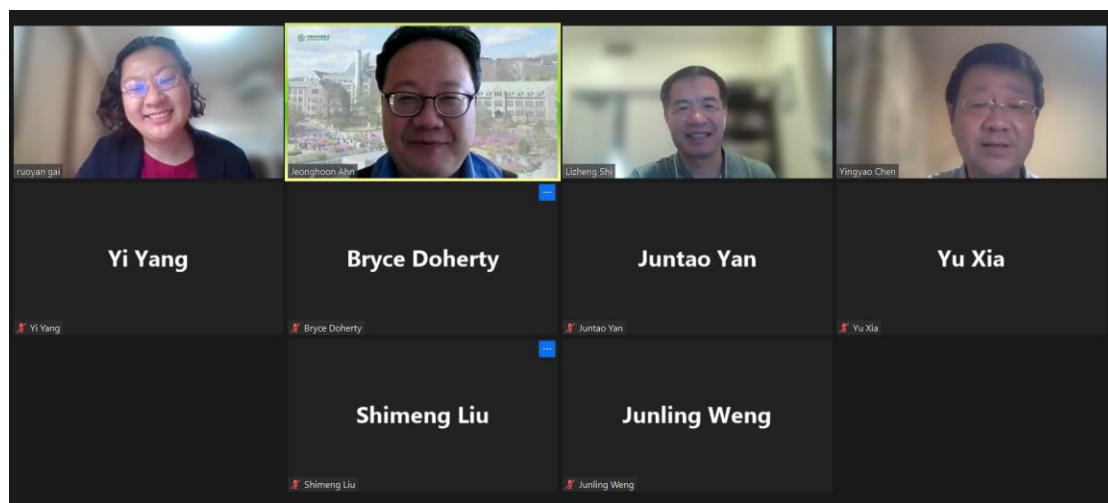 ruoyan gai
Jeonghoon Ahn
Lizheng Shi
Yingyao Chen
Yi Yang
Bryce Doherty
Juntao Yan
Yu Xia
Yi Yang
Bryce Doherty
Juntao Yan
Yu Xia
Shimeng Liu
Junling Weng
Shimeng Liu
Junling Weng